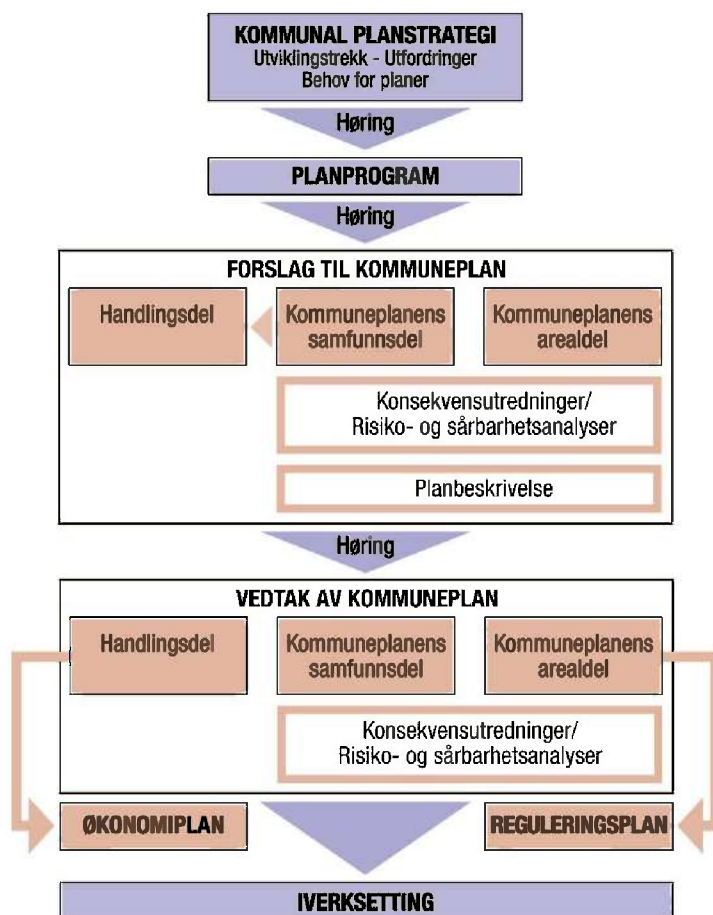 KOMMUNAL PLANSTRATEGI
Utviklingstrekk - Utfordringer
Behov for planer
Høring
PLANPROGRAM
Høring
FORSLAG TIL KOMMUNEPLAN
Handlingsdel
Kommuneplanens
samfunnsdel
Kommuneplanens
arealdel
Konsekvensutredninger/
Risiko- og sårbarhetsanalyser
Planbeskrivelse
Høring
VEDTAK AV KOMMUNEPLAN
Handlingsdel
Kommuneplanens
samfunnsdel
Kommuneplanens
arealdel
Konsekvensutredninger/
Risiko- og sårbarhetsanalyser
ØKONOMIPLAN
REGULERINGSPLAN
IVERKSETTING